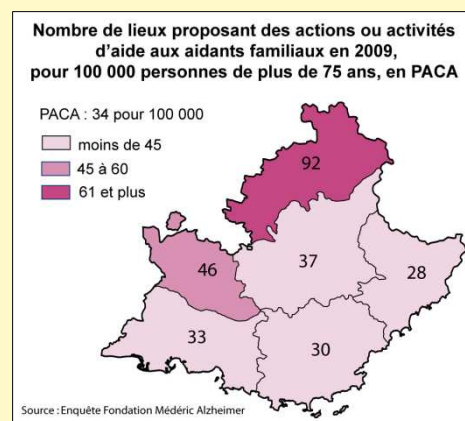 Nombre de lieux proposant des actions ou activités
d'aide aux aidants familiaux en 2009,
pour 100 000 personnes de plus de 75 ans, en PACA
PACA : 34 pour 100 000
moins de 45
45 à 60
61 et plus
92
46
37
28
33
30
Source : Enquête Fondation Médéric Alzheimer